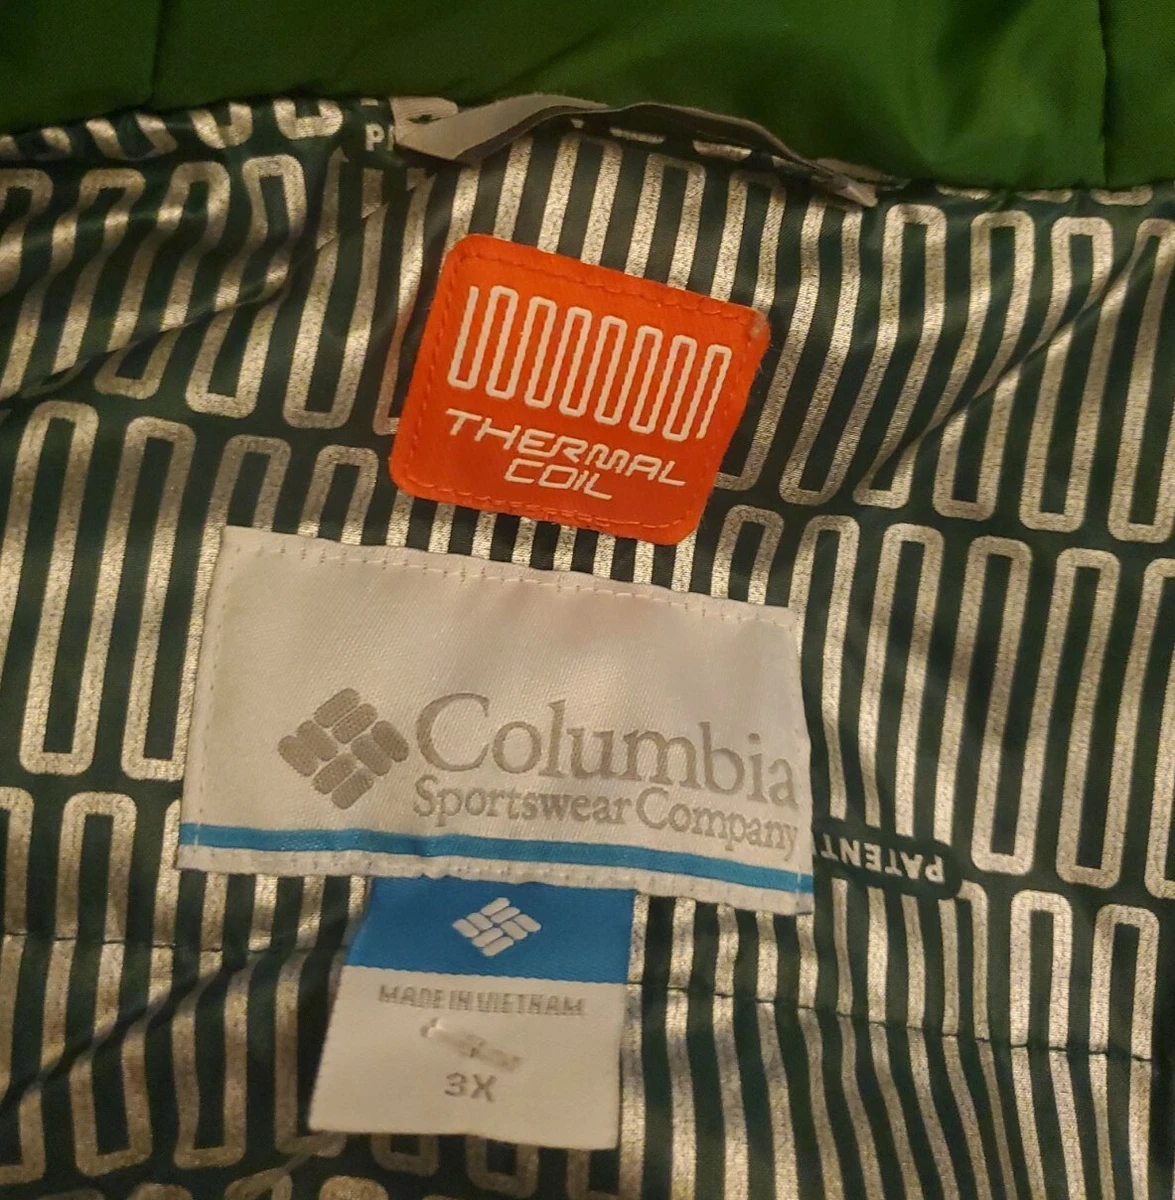 THERMAL
COIL
Columbia
Sportswear Company
PATENT
MADE IN VIETNAM
3X